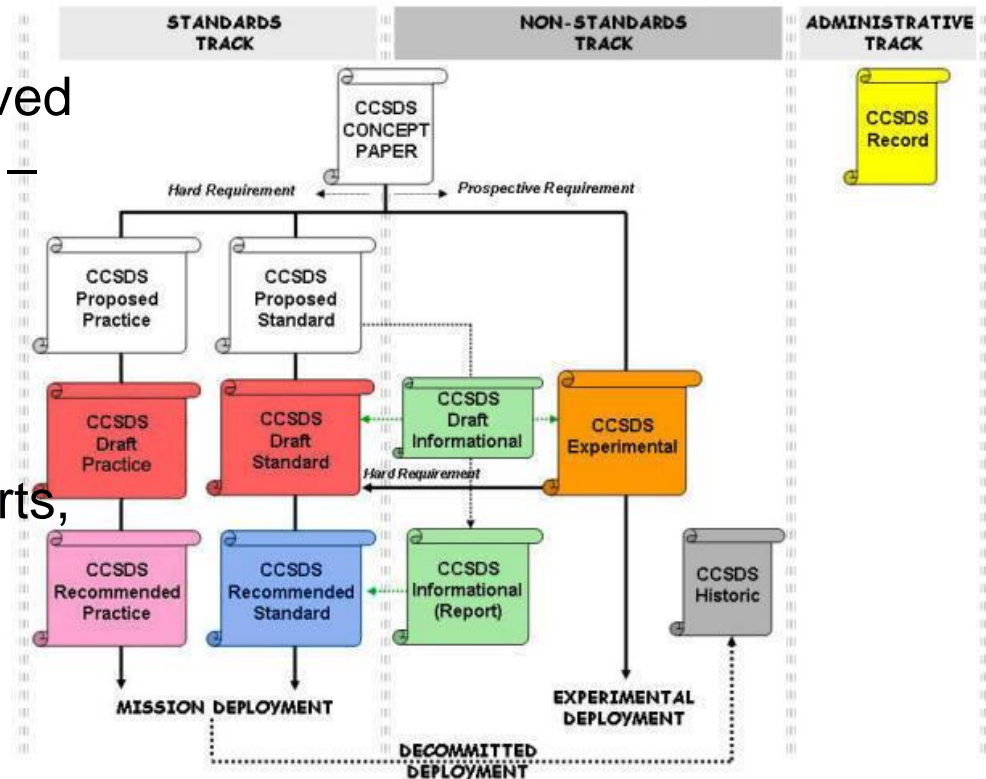 STANDARDS
TRACK
NON-STANDARDS
TRACK
ADMINISTRATIVE
TRACK
ved
–
CCSDS
CONCEPT
PAPER
CCSDS
Record
Hard Requirement
Prospective Requirement
CCSDS
Proposed
Practice
CCSDS
Proposed
Standard
CCSDS
Draft
Practice
CCSDS
Draft
Standard
CCSDS
Draft
Informational
CCSDS
Experimental
Hard Requirement
rts,
CCSDS
Recommended
Practice
CCSDS
Recommended
Standard
CCSDS
Informational
(Report)
CCSDS
Historic
MISSION DEPLOYMENT
EXPERIMENTAL
DEPLOYMENT
DECOMMITTED
DEPLOYMENT